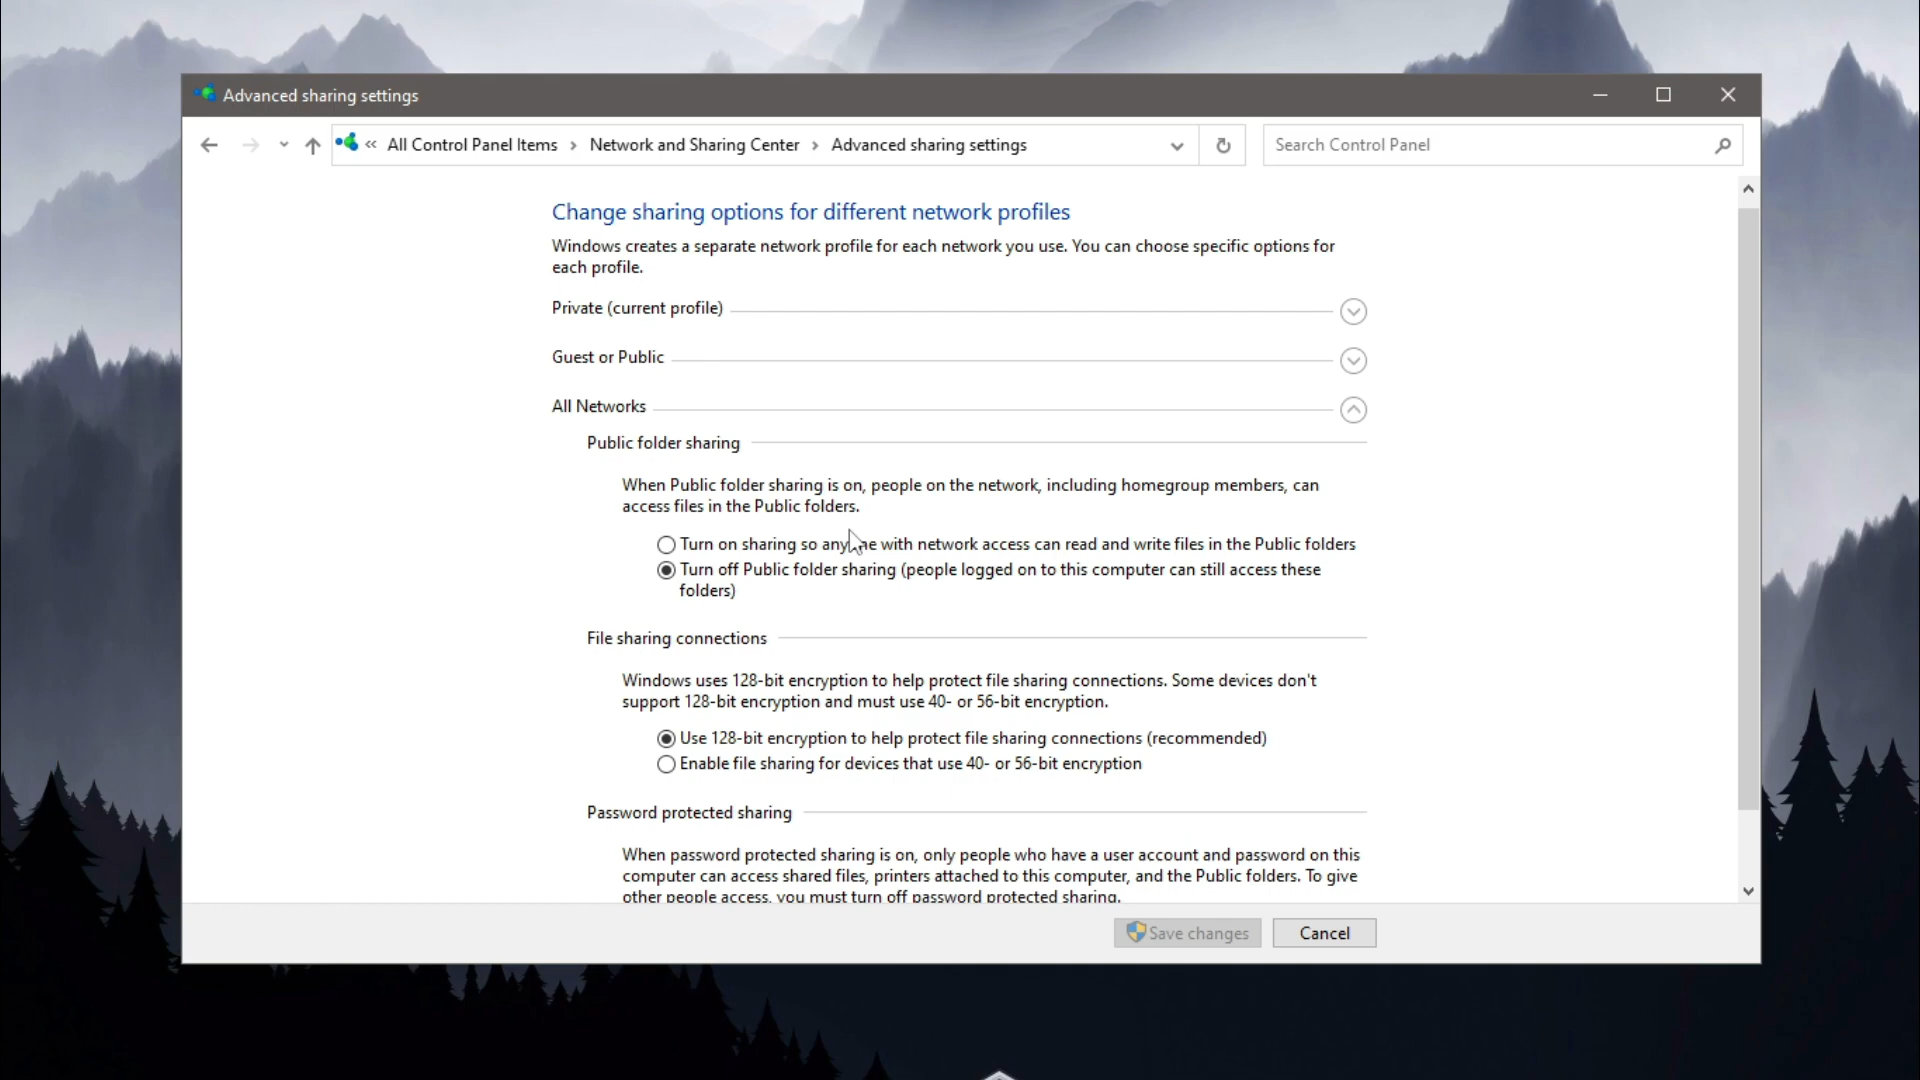 Advanced sharing settings
« All Control Panel Items › Network and Sharing Center › Advanced sharing settings
Search Control Panel
Change sharing options for different network profiles
Windows creates a separate network profile for each network you use. You can choose specific options for
each profile.
Private (current profile)
Guest or Public
All Networks
Public folder sharing
When Public folder sharing is on, people on the network, including homegroup members, can
access files in the Public folders.
Turn on sharing so anyone with network access can read and write files in the Public folders
Turn off Public folder sharing (people logged on to this computer can still access these
folders)
File sharing connections
Windows uses 128-bit encryption to help protect file sharing connections. Some devices don't
support 128-bit encryption and must use 40- or 56-bit encryption.
Use 128-bit encryption to help protect file sharing connections (recommended)
Enable file sharing for devices that use 40- or 56-bit encryption
Password protected sharing
When password protected sharing is on, only people who have a user account and password on this
computer can access shared files, printers attached to this computer, and the Public folders. To give
other people access, you must turn off password protected sharing.
Save changes
Cancel